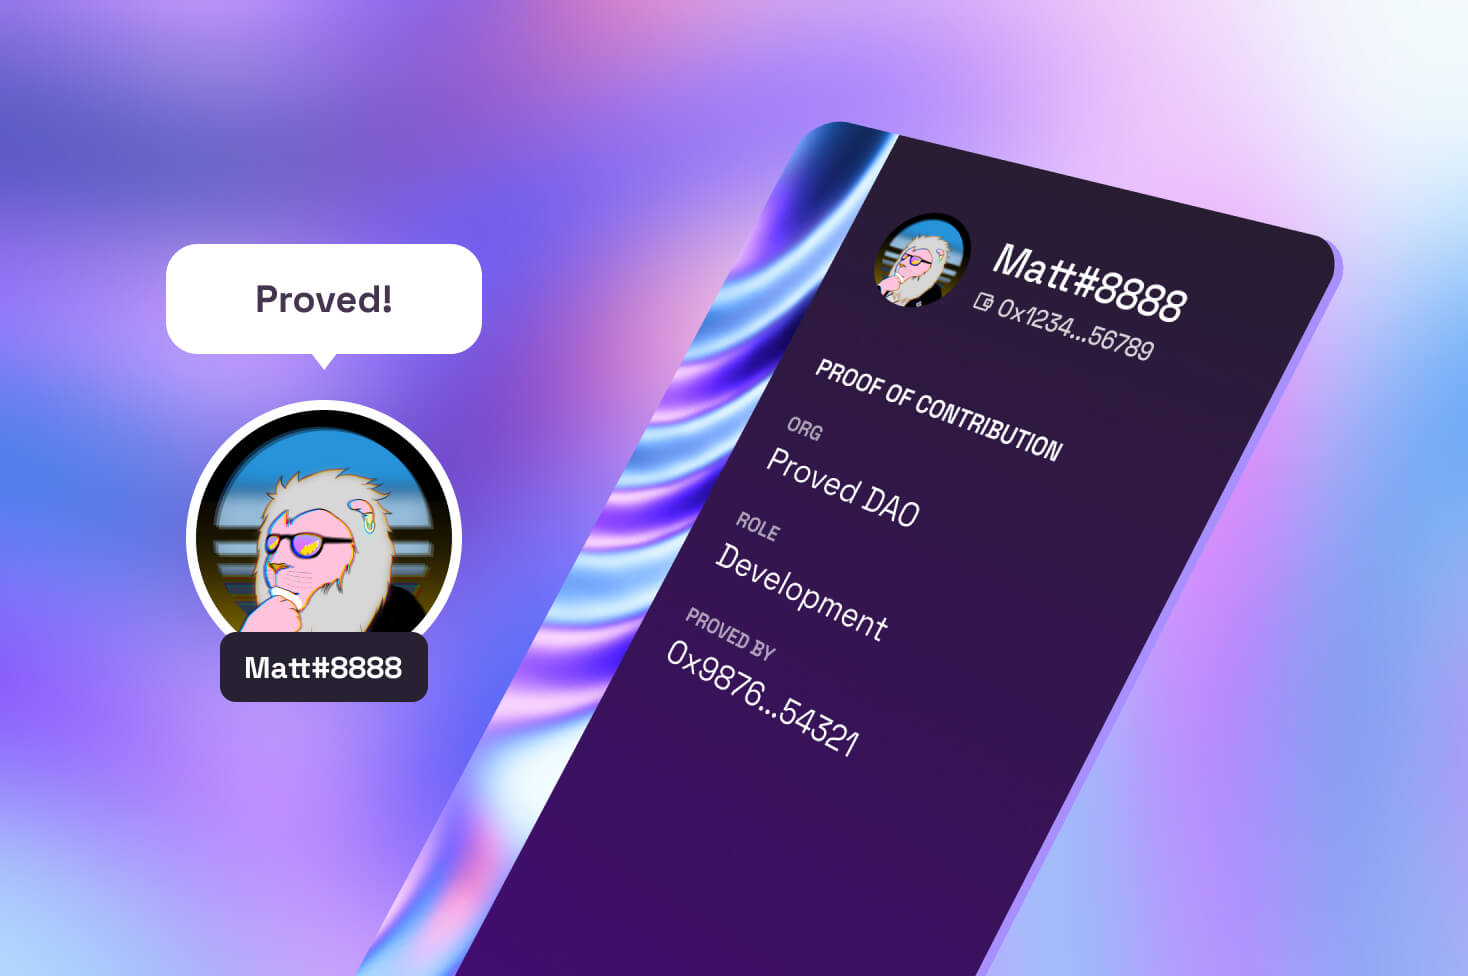 Proved!
Matt#8888
Matt#8888
0x1234...56789
PROOF OF CONTRIBUTION
ORG
Proved DAO
ROLE
Development
PROVED BY
0x9876...54321